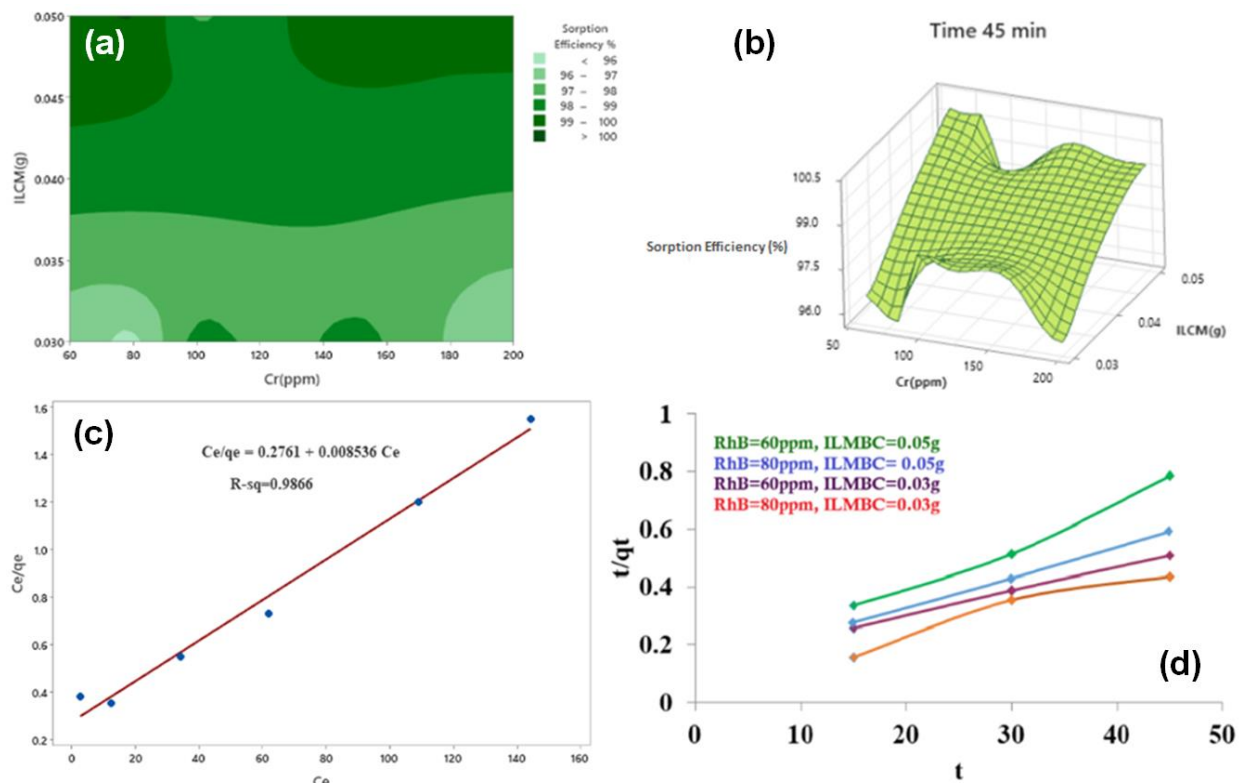 (a)
0.050
0.045
0.040
0.035
0.030
ILCM(g)
60
80
100
120
140
160
180
200
Cr(ppm)
Sorption
Efficiency %
< 96
96 – 97
97 – 98
98 – 99
99 – 100
> 100
(b)
Time 45 min
100.5
99.0
97.5
96.0
Sorption Efficiency (%)
50
100
150
200
Cr(ppm)
0.05
0.04
0.03
ILCM(g)
(c)
Ce/qe = 0.2761 + 0.008536 Ce
R-sq=0.9866
1.6
1.4
1.2
1.0
0.8
0.6
0.4
0.2
Ce/qe
0
20
40
60
80
100
120
140
160
Ce
RhB=60ppm, ILMBC=0.05g
RhB=80ppm, ILMBC= 0.05g
RhB=60ppm, ILMBC=0.03g
RhB=80ppm, ILMBC=0.03g
1
0.8
0.6
0.4
0.2
0
t/qt
(d)
0
10
20
30
40
50
t